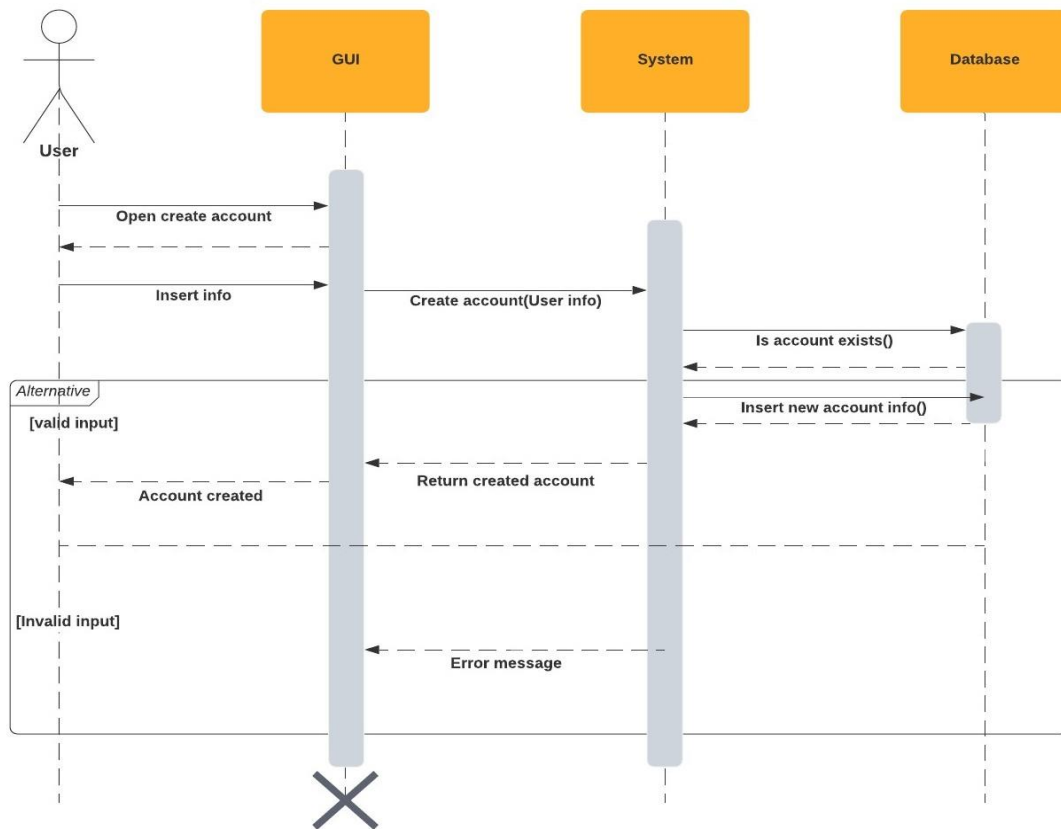 GUI
System
Database
User
Open create account
Insert info
Create account(User info)
Is account exists()
Alternative
Insert new account info()
[valid input]
Return created account
Account created
[Invalid input]
Error message